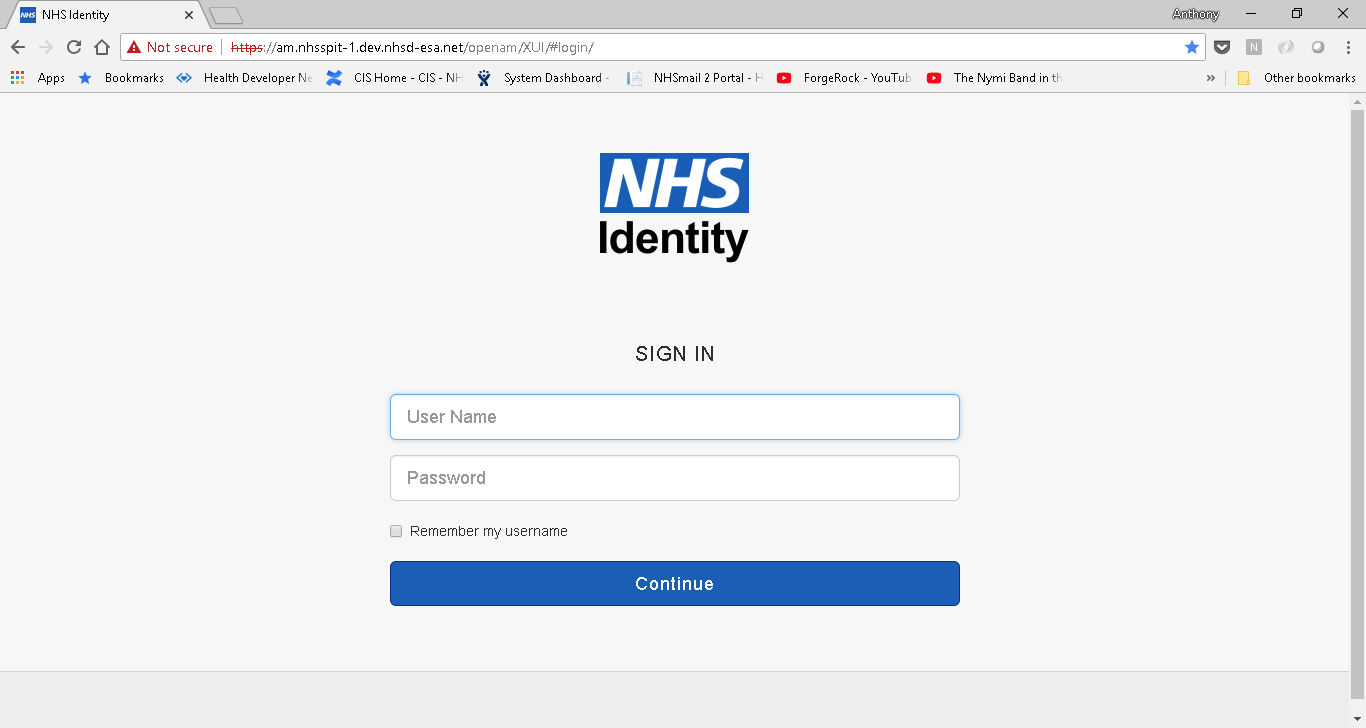 NHS NHS Identity
Anthony
Not secure https://am.nhsspit-1.dev.nhsd-esa.net/openam/XUI/#login/
N
Apps Bookmarks Health Developer Ne CIS Home - CIS - NH System Dashboard - NHSmail 2 Portal - H ForgeRock - YouTub The Nymi Band in th » Other bookmarks
NHS
Identity
SIGN IN
User Name
Password
Remember my username
Continue